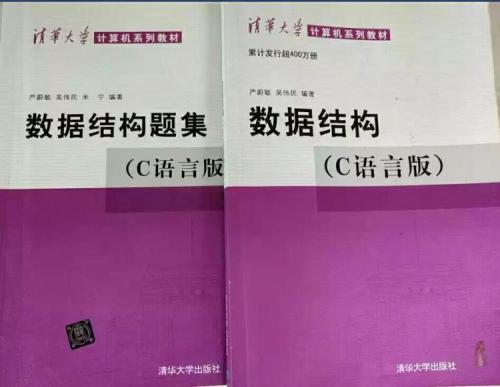 清华大学 计算机系列教材
严蔚敏 吴伟民 米 宁 编著
数据结构题集
（C语言版
清华大学出版社
清华大学 计算机系列教材
累计发行超400万册
严蔚敏 吴伟民 编著
数据结构
（C语言版）
清华大学出版社